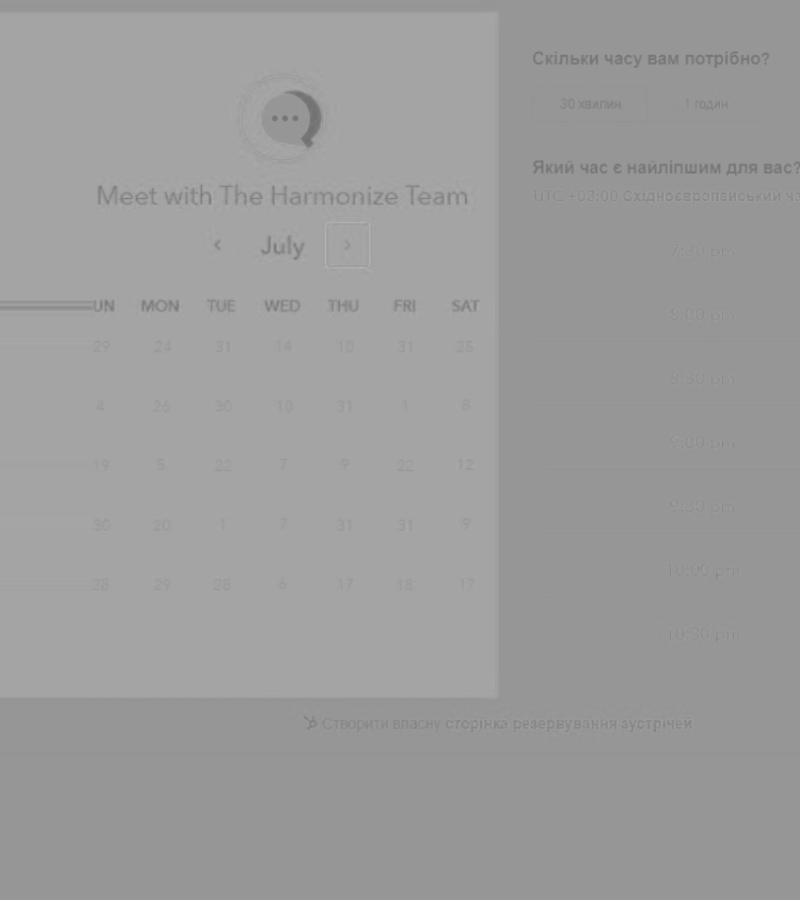 Meet with The Harmonize Team
July
UN MON TUE WED THU FRI SAT
29 24 31 14 10 31 25
4 26 30 10 31 1 8
19 5 22 7 9 22 12
30 20 1 7 31 31 9
28 29 28 6 17 18 17
Скільки часу вам потрібно?
30 хвилин 1 годин
Який час є найліпшим для вас?
UTC +03:00 Східноєвропейський ча
7:30 pm
8:00 pm
8:30 pm
9:00 pm
9:30 pm
10:00 pm
10:30 pm
Створити власну сторінка резервування зустрічей